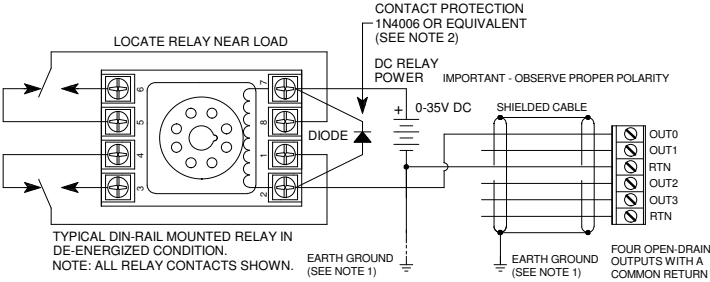 CONTACT PROTECTION
1N4006 OR EQUIVALENT
(SEE NOTE 2)
LOCATE RELAY NEAR LOAD
DC RELAY
POWER
IMPORTANT - OBSERVE PROPER POLARITY
+
0-35V DC
SHIELDED CABLE
6
7
5
8
4
1
3
2
DIODE
OUT0
OUT1
RTN
OUT2
OUT3
RTN
TYPICAL DIN-RAIL MOUNTED RELAY IN
DE-ENERGIZED CONDITION.
NOTE: ALL RELAY CONTACTS SHOWN.
EARTH GROUND
(SEE NOTE 1)
EARTH GROUND
(SEE NOTE 1)
FOUR OPEN-DRAIN
OUTPUTS WITH A
COMMON RETURN